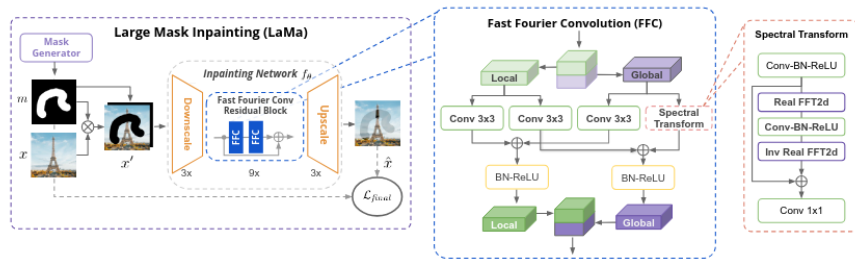 Large Mask Inpainting (LaMa)
Mask
Generator
m
x
x′
Inpainting Network fθ
Downscale
Fast Fourier Conv
Residual Block
FFC
FFC
Upscale
3x
9x
3x
x̂
ℒfinal
Fast Fourier Convolution (FFC)
Local
Global
Conv 3x3
Conv 3x3
Conv 3x3
Spectral
Transform
BN-ReLU
BN-ReLU
Local
Global
Spectral Transform
Conv-BN-ReLU
Real FFT2d
Conv-BN-ReLU
Inv Real FFT2d
Conv 1x1